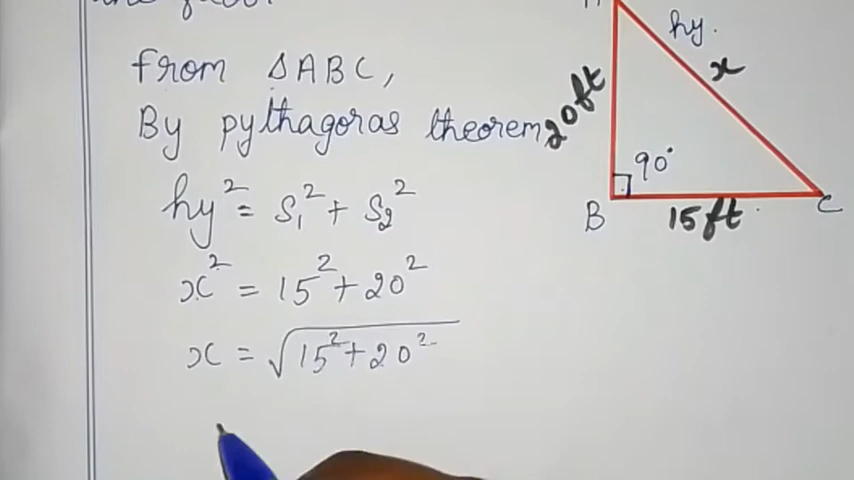 from ΔABC,
By pythagoras theorem
hy² = S₁² + S₂²
x² = 15² + 20²
x = √15² + 20²
hy.
x
20ft
90°
B
15ft.
C